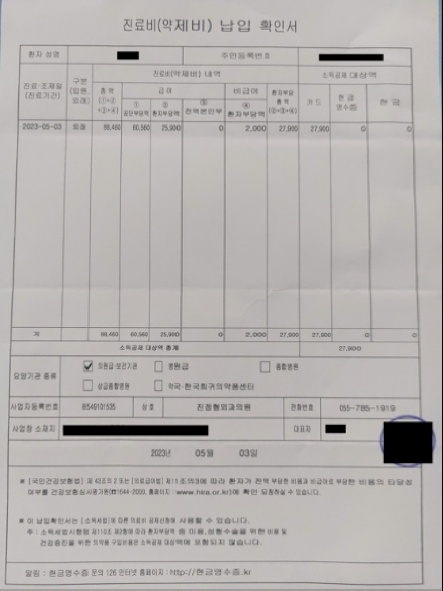 진료비(약제비) 납입 확인서
환자 성명 주민등록번호
진료·조제일 (진료기간) 구분 (입원, 외래) 진료비(약제비) 내역 소득공제 대상액
총액 (①+② +③+④) 급여 비급여 환자부담 총액 (②+③+④) 카드 현금 영수증 현금
① 공단부담액 ② 환자부담액 ③ 전액본인부 ④ 환자부담액
2023-05-03 외래 88,460 60,560 25,900 0 2,000 27,900 27,900 0 0
계 88,460 60,560 25,900 0 2,000 27,900 27,900 0 0
소득공제 대상액 총계 27,900
요양기관 종류 의원급·보건기관 병원급 종합병원
상급종합병원 약국·한국희귀의약품센터
사업자등록번호 상호 진정형외과의원 전화번호 055-785-1919
사업장 소재지 대표자
2023년 05월 03일
※ [국민건강보험법] 제 43조의 2 또는 [의료급여법] 제11조의3에 따라 환자가 전액 부담한 비용과 비급여로 부담한 비용의 타당성
여부를 건강보험심사평가원(☎1644-2000, 홈페이지 :www.hira.or.kr)에 확인 요청하실 수 있습니다.
※ 이 납입확인서는 [소득세법]에 따른 의료비 공제신청에 사용할 수 있습니다.
주 : 소득세법시행령 제110조 제2항에 따라 환자부담액 중 미용,성형수술을 위한 비용 및
건강증진을 위한 의약품 구입비용은 소득공제 대상액에 포함되지 않습니다.
알림 : 현금영수증 문의 126 인터넷 홈페이지 : http://현금영수증.kr